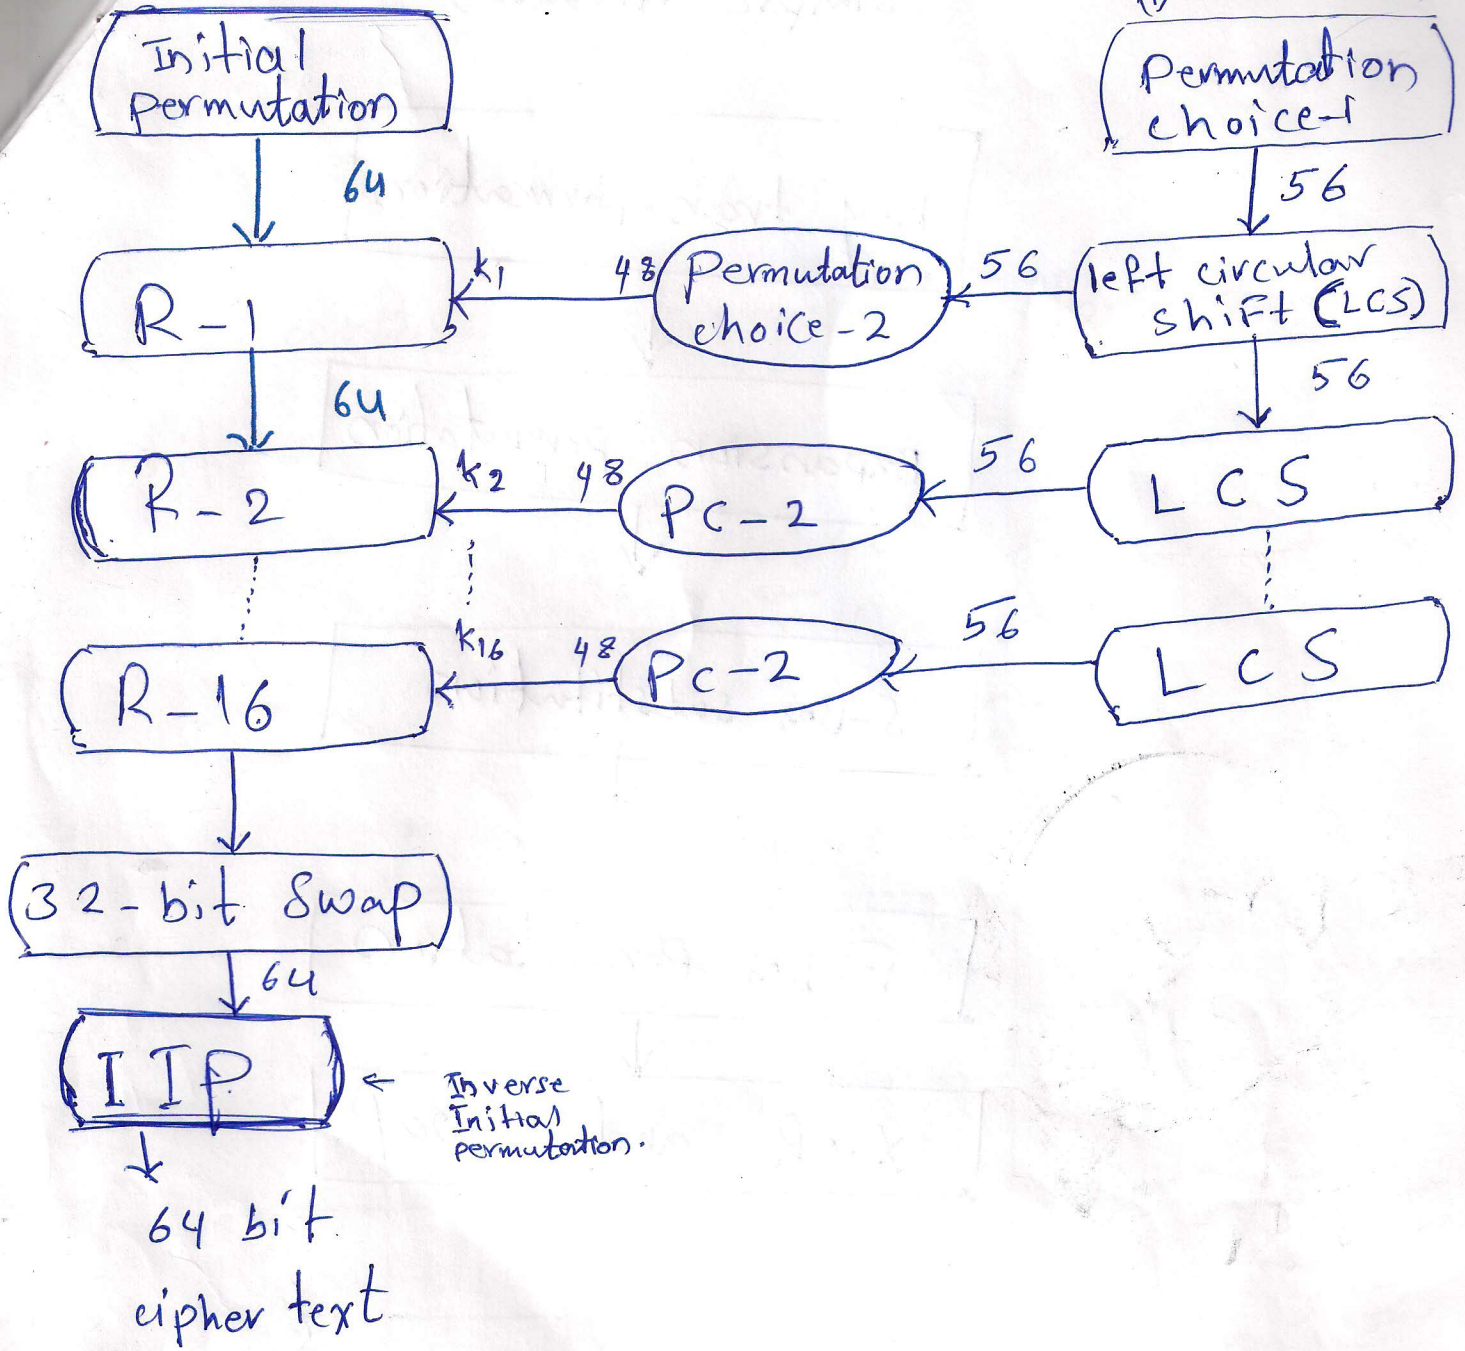 Initial
permutation
Permutation
choice-1
64
56
R-1
k1
48
Permutation
choice-2
56
left circular
shift (LCS)
64
56
R-2
k2
48
PC-2
56
LCS
R-16
k16
48
PC-2
56
LCS
32-bit Swap
64
IIP
←
Inverse
Initial
permutation.
64 bit
cipher text